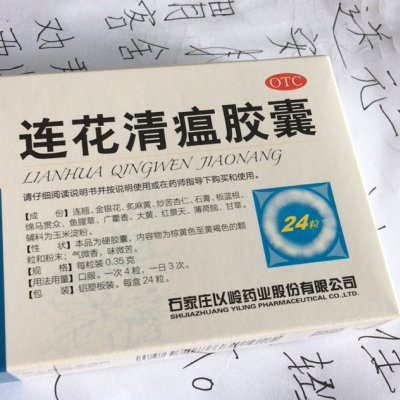 OTC
连花清瘟胶囊
LIANHUA QINGWEN JIAONANG
请仔细阅读说明书并按说明使用或在药师指导下购买和使用。
【成 份】连翘、金银花、炙麻黄、炒苦杏仁、石膏、板蓝根、
绵马贯众、鱼腥草、广藿香、大黄、红景天、薄荷脑、甘草。
辅料为玉米淀粉。
【性 状】本品为硬胶囊，内容物为棕黄色至黄褐色的颗
粒和粉末；气微香，味微苦。
【规 格】每粒装0.35克
【用法用量】口服。一次4粒，一日3次。
【包 装】铝塑板装。每盒24粒。
24粒
石家庄以岭药业股份有限公司
SHIJIAZHUANG YILING PHARMACEUTICAL CO.,LTD.